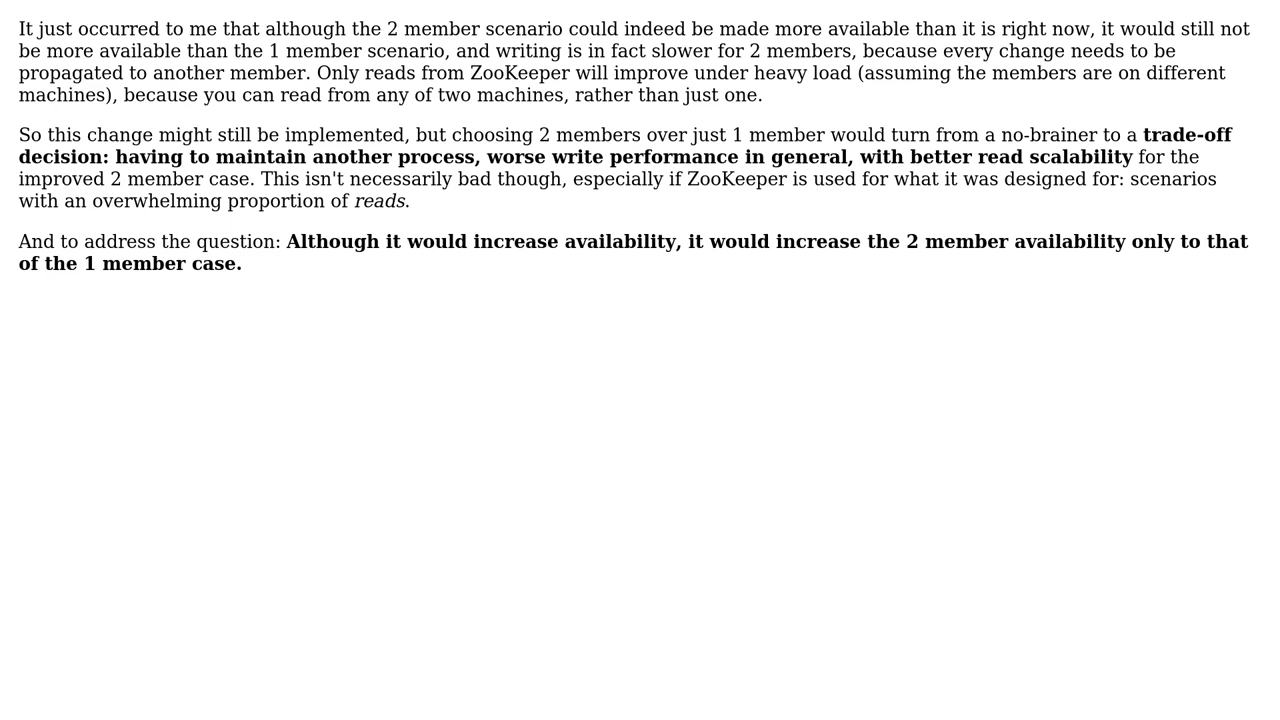 It just occurred to me that although the 2 member scenario could indeed be made more available than it is right now, it would still not
be more available than the 1 member scenario, and writing is in fact slower for 2 members, because every change needs to be
propagated to another member. Only reads from ZooKeeper will improve under heavy load (assuming the members are on different
machines), because you can read from any of two machines, rather than just one.
So this change might still be implemented, but choosing 2 members over just 1 member would turn from a no-brainer to a trade-off
decision: having to maintain another process, worse write performance in general, with better read scalability for the
improved 2 member case. This isn't necessarily bad though, especially if ZooKeeper is used for what it was designed for: scenarios
with an overwhelming proportion of reads.
And to address the question: Although it would increase availability, it would increase the 2 member availability only to that
of the 1 member case.